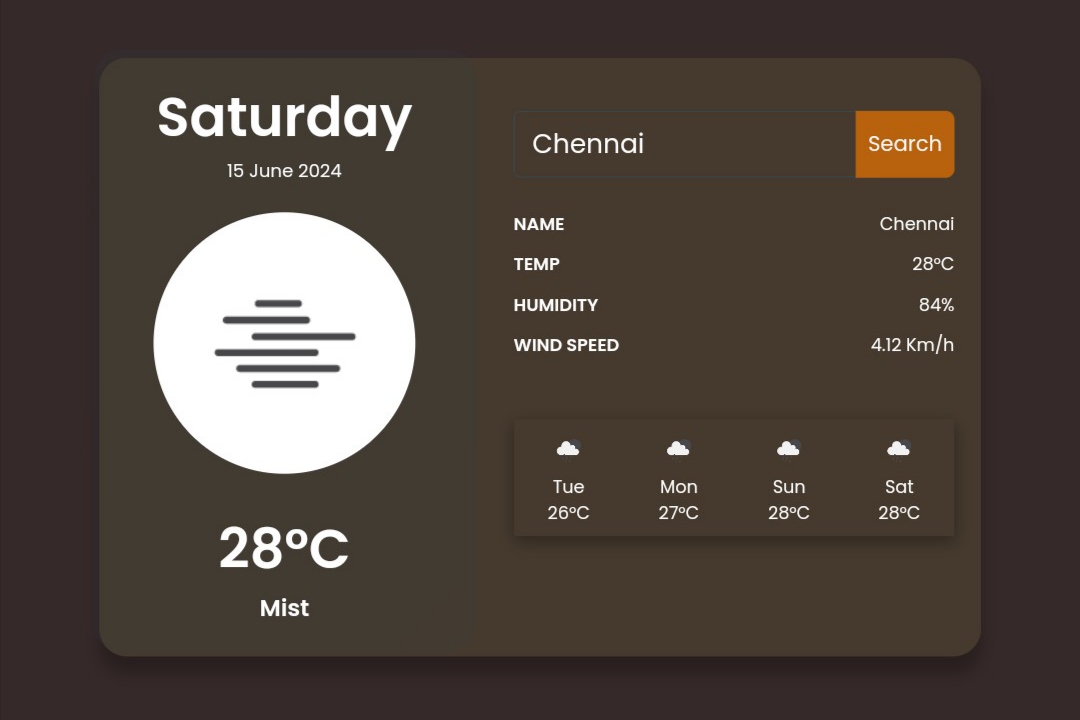 Saturday
15 June 2024
28°C
Mist
Chennai
Search
NAME Chennai
TEMP 28°C
HUMIDITY 84%
WIND SPEED 4.12 Km/h
Tue Mon Sun Sat
26°C 27°C 28°C 28°C